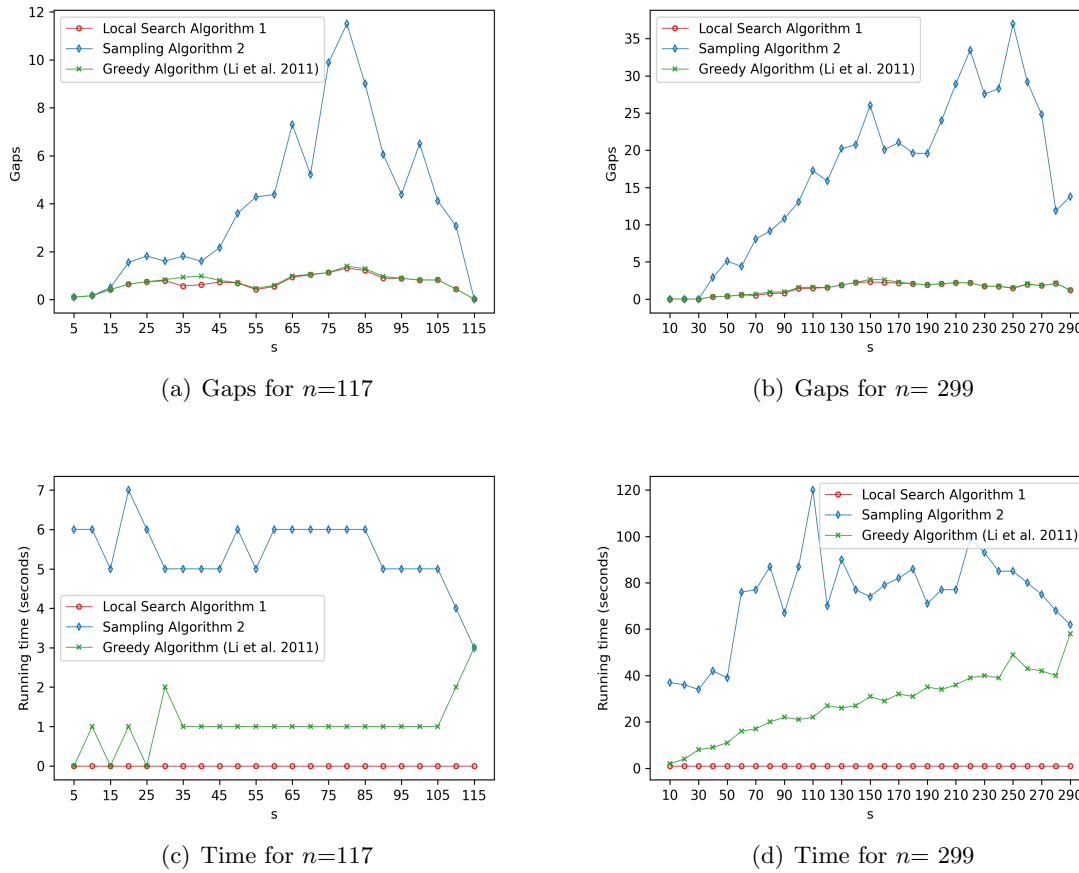 12
10
8
6
4
2
0
Gaps
Local Search Algorithm 1
Sampling Algorithm 2
Greedy Algorithm (Li et al. 2011)
5 15 25 35 45 55 65 75 85 95 105 115
s
(a) Gaps for n=117
35
30
25
20
15
10
5
0
Gaps
Local Search Algorithm 1
Sampling Algorithm 2
Greedy Algorithm (Li et al. 2011)
10 30 50 70 90 110 130 150 170 190 210 230 250 270 290
s
(b) Gaps for n= 299
7
6
5
4
3
2
1
0
Running time (seconds)
Local Search Algorithm 1
Sampling Algorithm 2
Greedy Algorithm (Li et al. 2011)
5 15 25 35 45 55 65 75 85 95 105 115
s
(c) Time for n=117
120
100
80
60
40
20
0
Running time (seconds)
Local Search Algorithm 1
Sampling Algorithm 2
Greedy Algorithm (Li et al. 2011)
10 30 50 70 90 110 130 150 170 190 210 230 250 270 290
s
(d) Time for n= 299